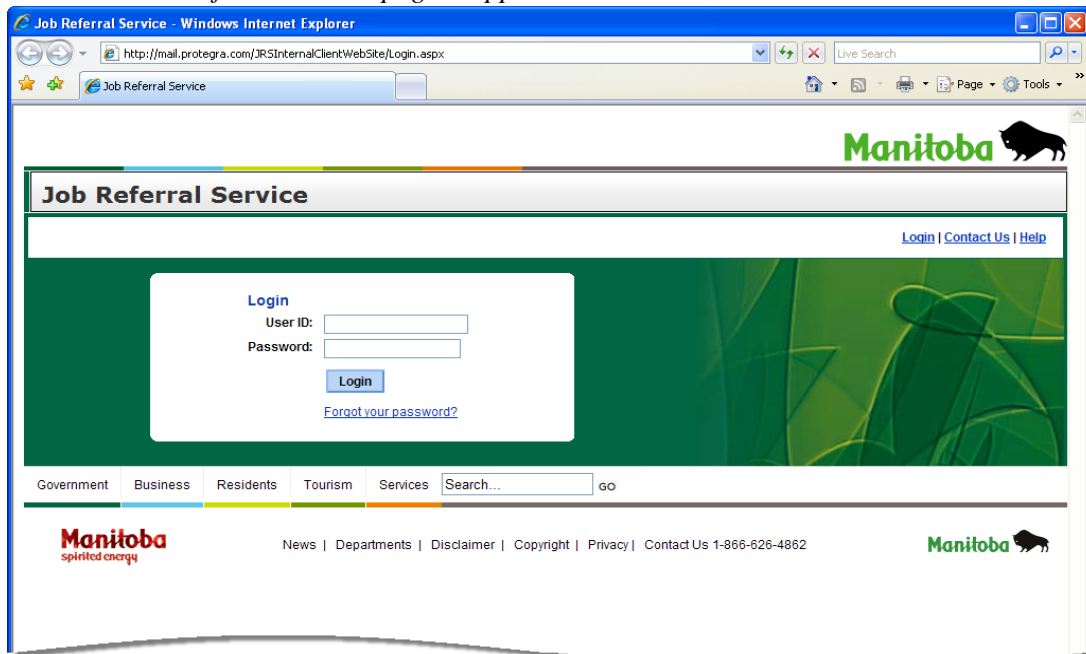 Job Referral Service - Windows Internet Explorer
http://mail.protegra.com/JRSInternalClientWebSite/Login.aspx
Live Search
Job Referral Service
Page
Tools
»
Manitoba
Job Referral Service
Login | Contact Us | Help
Login
User ID:
Password:
Login
Forgot your password?
Government Business Residents Tourism Services Search... GO
Manitoba
spirited energy
News | Departments | Disclaimer | Copyright | Privacy | Contact Us 1-866-626-4862
Manitoba